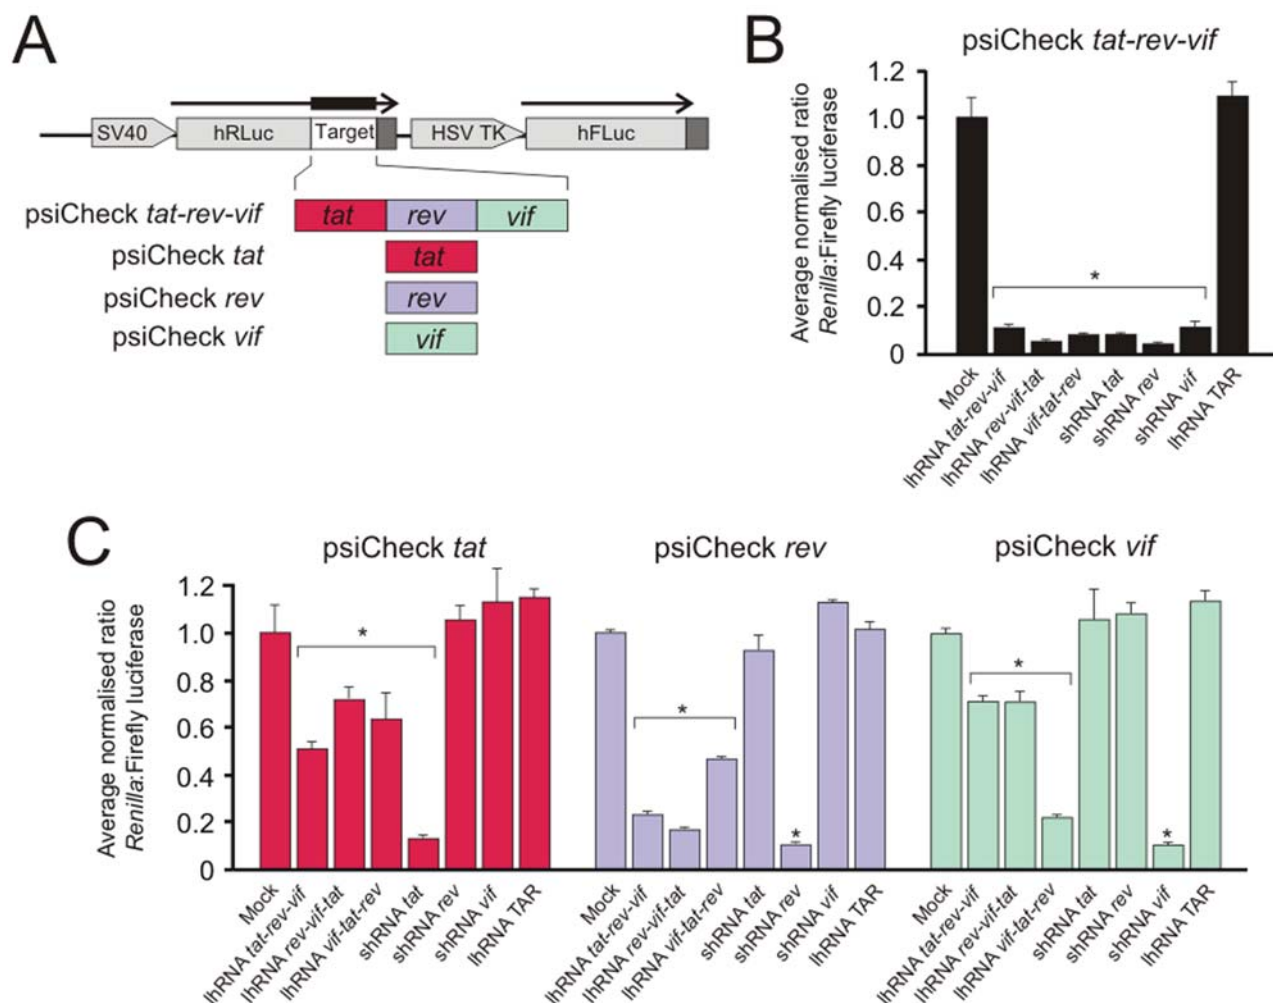 A
SV40
hRLuc
Target
HSV TK
hFLuc
psiCheck tat-rev-vif
tat
rev
vif
psiCheck tat
tat
psiCheck rev
rev
psiCheck vif
vif
B
psiCheck tat-rev-vif
Average normalised ratio
Renilla:Firefly luciferase
1.2
1.0
0.8
0.6
0.4
0.2
0
*
Mock
lhRNA tat-rev-vif
lhRNA rev-vif-tat
lhRNA vif-tat-rev
shRNA tat
shRNA rev
shRNA vif
lhRNA TAR
C
Average normalised ratio
Renilla:Firefly luciferase
1.2
1.0
0.8
0.6
0.4
0.2
0
psiCheck tat
*
Mock
lhRNA tat-rev-vif
lhRNA rev-vif-tat
lhRNA vif-tat-rev
shRNA tat
shRNA rev
shRNA vif
lhRNA TAR
psiCheck rev
*
*
Mock
lhRNA tat-rev-vif
lhRNA rev-vif-tat
lhRNA vif-tat-rev
shRNA tat
shRNA rev
shRNA vif
lhRNA TAR
psiCheck vif
*
*
Mock
lhRNA tat-rev-vif
lhRNA rev-vif-tat
lhRNA vif-tat-rev
shRNA tat
shRNA rev
shRNA vif
lhRNA TAR